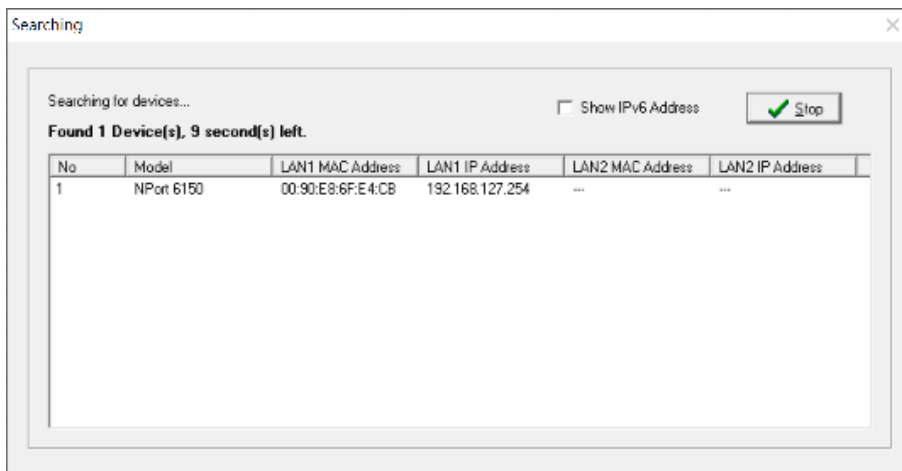 Searching
Searching for devices...
Show IPv6 Address
Stop
Found 1 Device(s), 9 second(s) left.
No Model LAN1 MAC Address LAN1 IP Address LAN2 MAC Address LAN2 IP Address
1 NPort 6150 00:90:E8:6F:E4:CB 192.168.127.254 --- ---